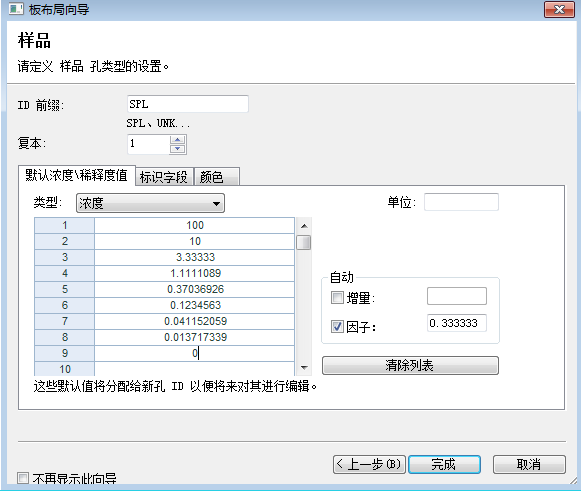 板布局向导
样品
请定义 样品 孔类型的设置。
ID 前缀: SPL
SPL、UNK...
复本: 1
默认浓度\稀释度值 标识字段 颜色
类型: 浓度 单位:
1 100
2 10
3 3.33333
4 1.1111089
5 0.37036926
6 0.1234563
7 0.041152059
8 0.013717339
9 0
10
自动
增量:
因子: 0.333333
清除列表
这些默认值将分配给新孔 ID 以便将来对其进行编辑。
< 上一步(B) 完成 取消
不再显示此向导